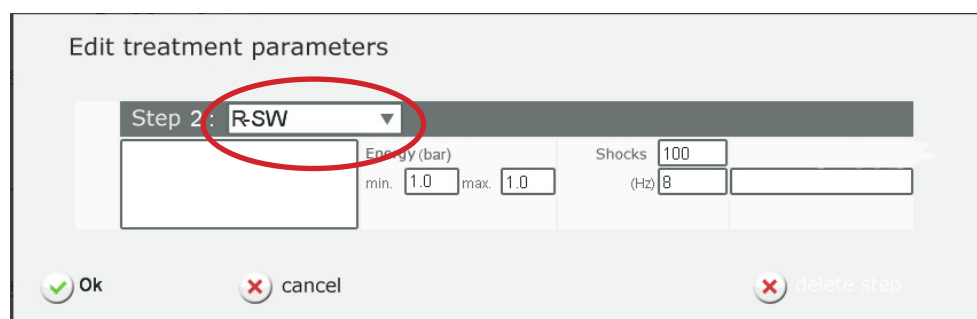 Edit treatment parameters
Step 2: R-SW
Energy (bar) Shocks 100
min. 1.0 max. 1.0 (Hz) 8
Ok cancel delete step